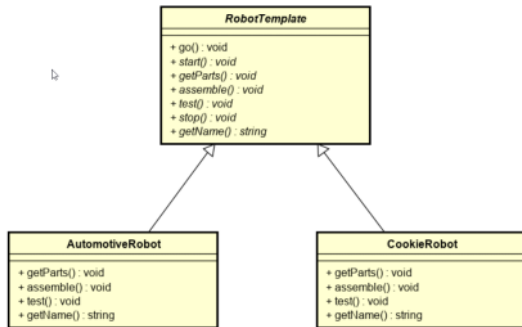 RobotTemplate
+ go() : void
+ start() : void
+ getParts() : void
+ assemble() : void
+ test() : void
+ stop() : void
+ getName() : string
AutomotiveRobot
+ getParts() : void
+ assemble() : void
+ test() : void
+ getName() : string
CookieRobot
+ getParts() : void
+ assemble() : void
+ test() : void
+ getName() : string